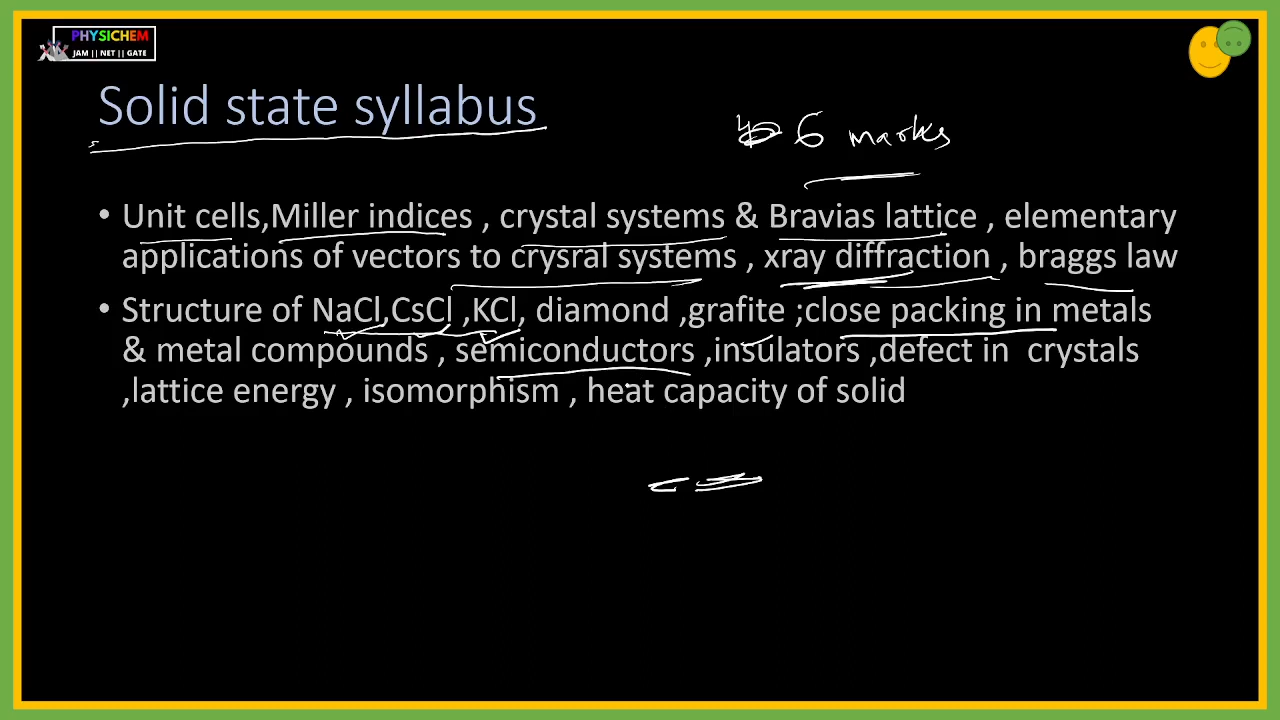 PHYSICHEM
JAM || NET || GATE
Solid state syllabus
6 marks
• Unit cells,Miller indices , crystal systems & Bravias lattice , elementary
applications of vectors to crysral systems , xray diffraction , braggs law
• Structure of NaCl,CsCl ,KCl, diamond ,grafite ;close packing in metals
& metal compounds , semiconductors ,insulators ,defect in crystals
,lattice energy , isomorphism , heat capacity of solid